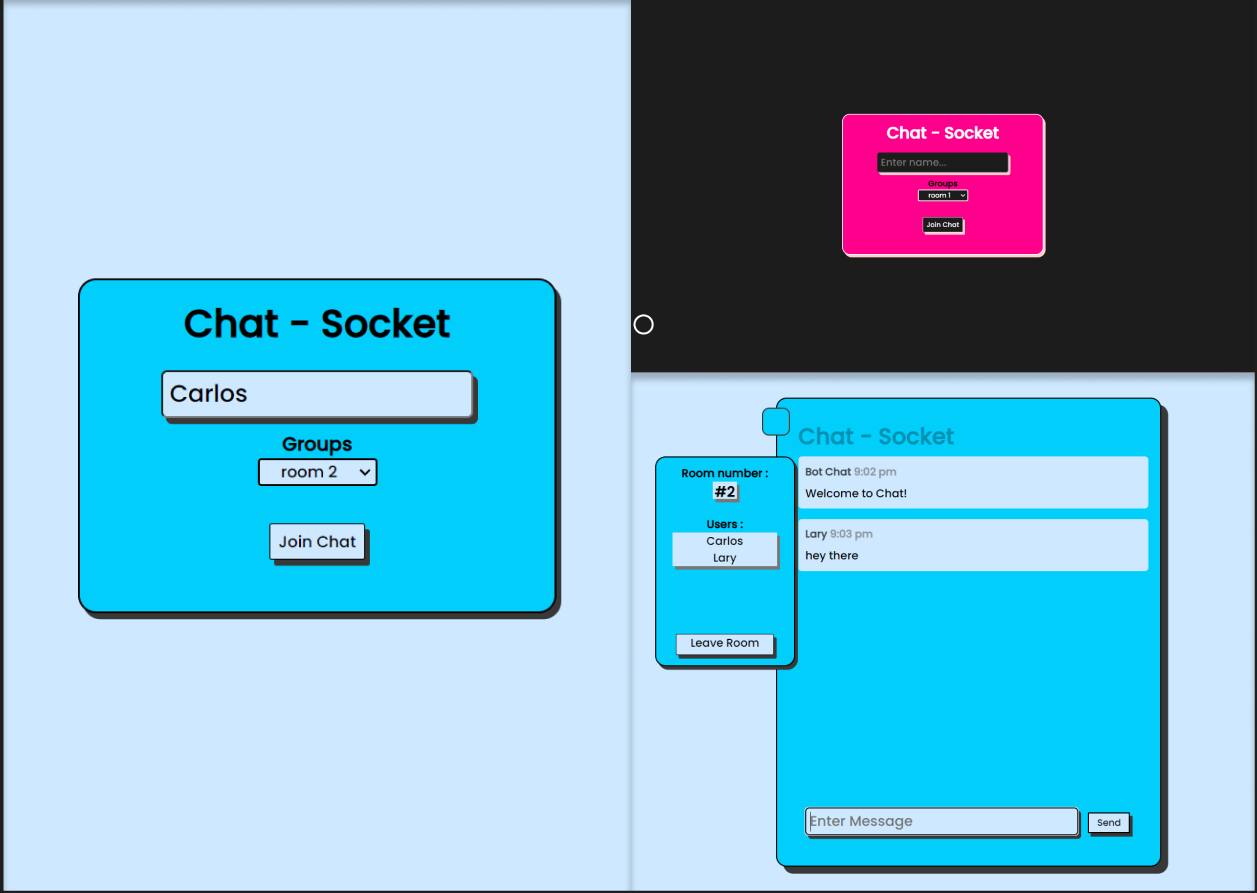 Chat - Socket
Carlos
Groups
room 2
Join Chat
Chat - Socket
Enter name...
Groups
room 1
Join Chat
Chat - Socket
Room number :
#2
Users :
Carlos
Lary
Leave Room
Bot Chat 9:02 pm
Welcome to Chat!
Lary 9:03 pm
hey there
Enter Message
Send